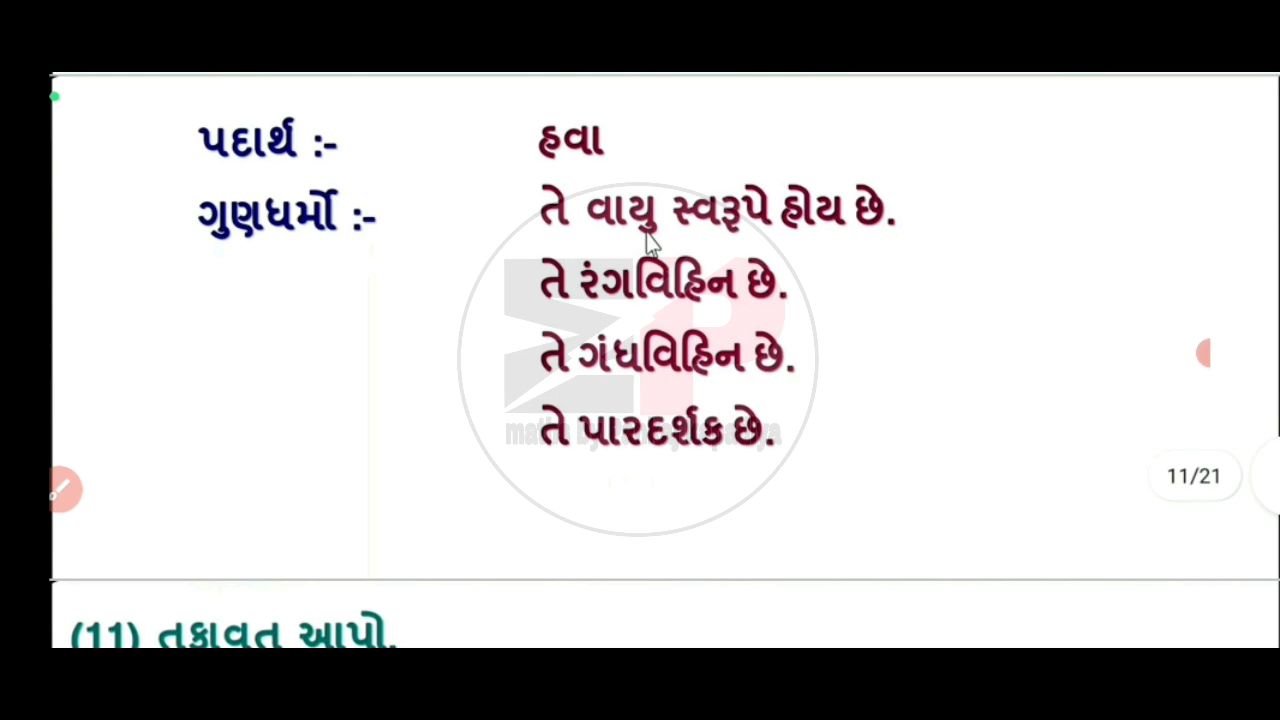 પદાર્થ :- હવા
ગુણધર્મો :- તે વાયુ સ્વરૂપે હોય છે.
તે રંગવિહિન છે.
તે ગંધવિહિન છે.
તે પારદર્શક છે.
11/21
(11) તફાવત આપો.